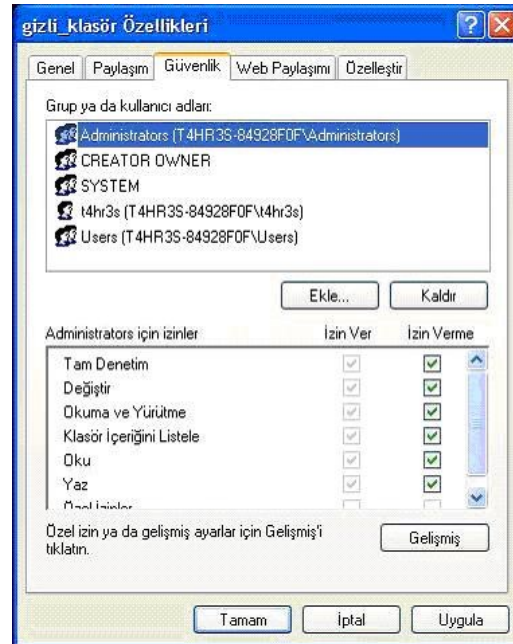 gizli_klasör Özellikleri
Genel Paylaşım Güvenlik Web Paylaşımı Özelleştir
Grup ya da kullanıcı adları:
Administrators (T4HR3S-84928F0F\Administrators)
CREATOR OWNER
SYSTEM
t4hr3s (T4HR3S-84928F0F\t4hr3s)
Users (T4HR3S-84928F0F\Users)
Ekle... Kaldır
Administrators için izinler İzin Ver İzin Verme
Tam Denetim
Değiştir
Okuma ve Yürütme
Klasör İçeriğini Listele
Oku
Yaz
Özel İzinler
Özel izin ya da gelişmiş ayarlar için Gelişmiş'i
tıklatın.
Gelişmiş
Tamam İptal Uygula